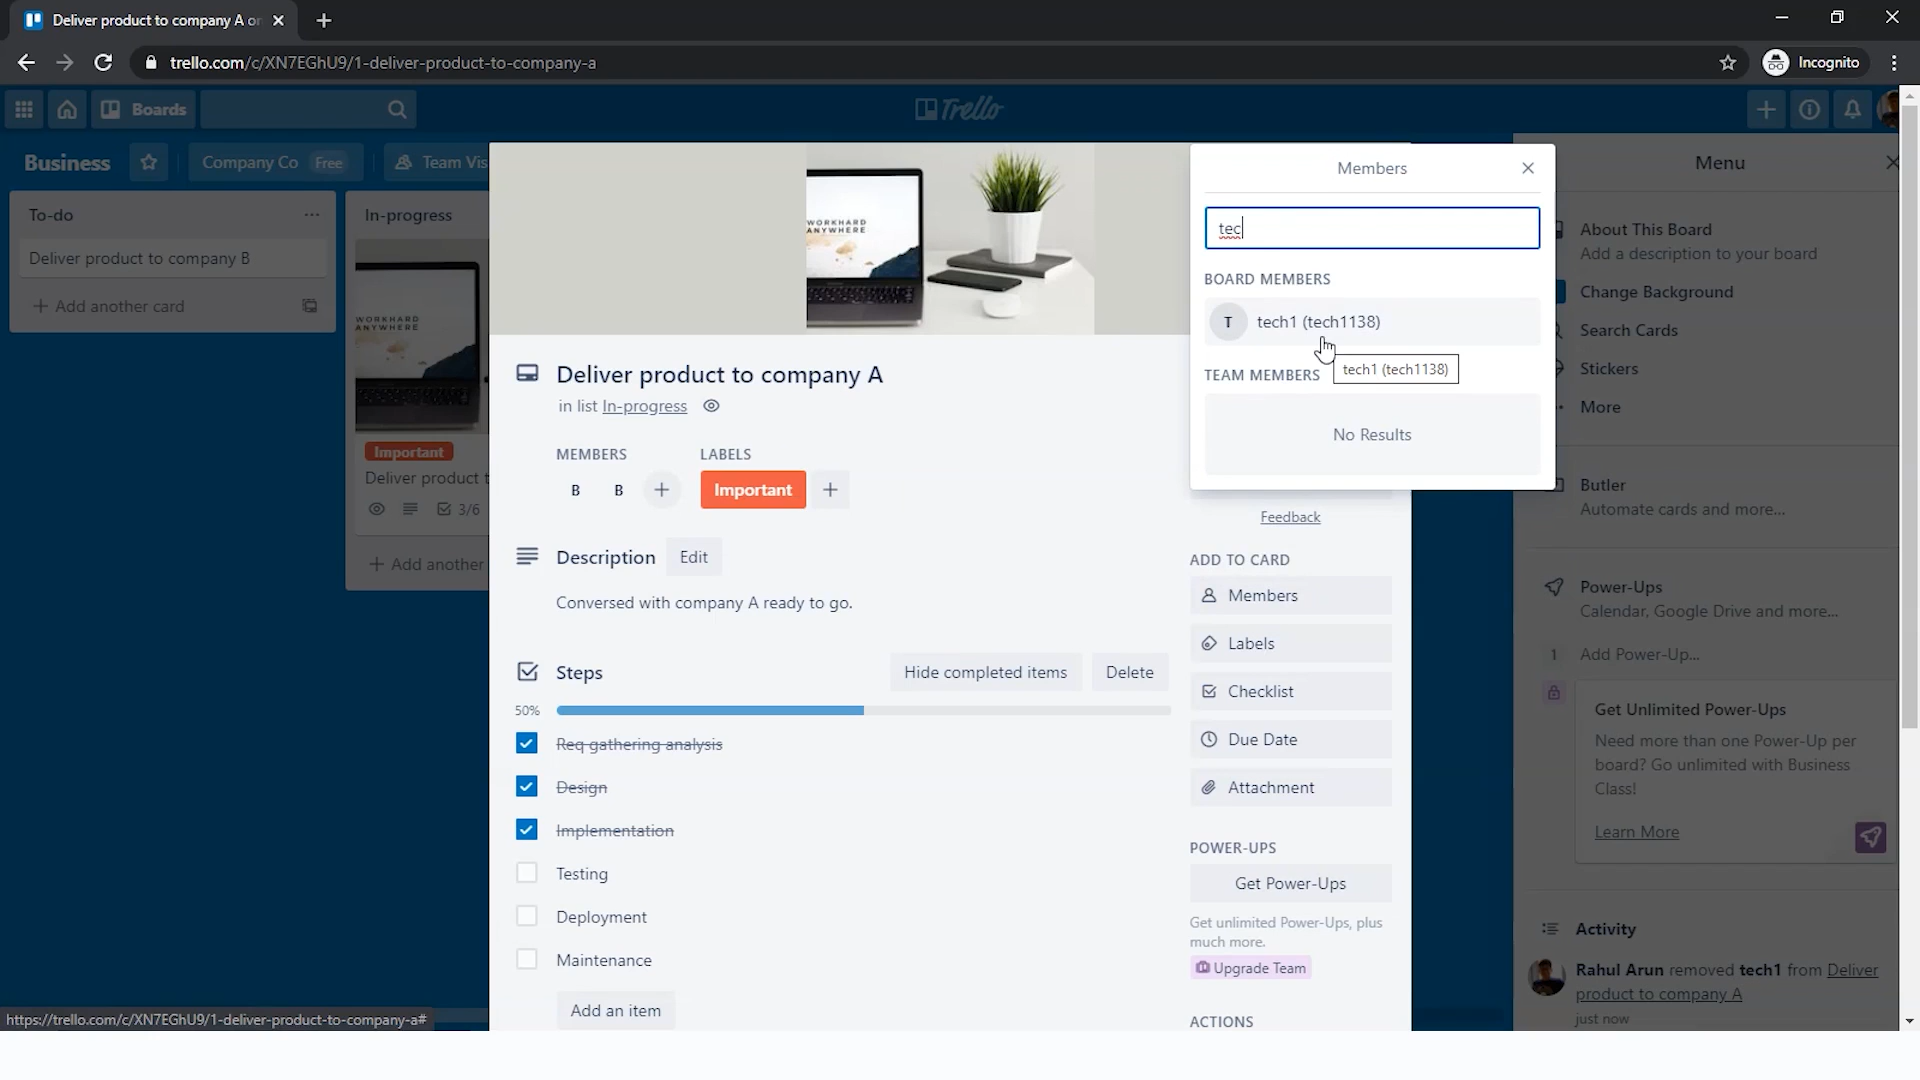 Deliver product to company A or
trello.com/c/XN7EGhU9/1-deliver-product-to-company-a
Incognito
Boards
Trello
Business
Company Co Free
Team Vis
Menu
To-do
Deliver product to company B
Add another card
In-progress
WORKHARD
ANYWHERE
Important
Deliver product t
3/6
Add another
WORKHARD
ANYWHERE
Deliver product to company A
in list In-progress
MEMBERS
B B
LABELS
Important
Description Edit
Conversed with company A ready to go.
Steps
Hide completed items
Delete
50%
Req gathering analysis
Design
Implementation
Testing
Deployment
Maintenance
Add an item
Members
tec
BOARD MEMBERS
T tech1 (tech1138)
tech1 (tech1138)
TEAM MEMBERS
No Results
Feedback
ADD TO CARD
Members
Labels
Checklist
Due Date
Attachment
POWER-UPS
Get Power-Ups
Get unlimited Power-Ups, plus
much more.
Upgrade Team
ACTIONS
About This Board
Add a description to your board
Change Background
Search Cards
Stickers
More
Butler
Automate cards and more...
Power-Ups
Calendar, Google Drive and more...
1 Add Power-Up...
Get Unlimited Power-Ups
Need more than one Power-Up per
board? Go unlimited with Business
Class!
Learn More
Activity
Rahul Arun removed tech1 from Deliver
product to company A
just now
https://trello.com/c/XN7EGhU9/1-deliver-product-to-company-a#